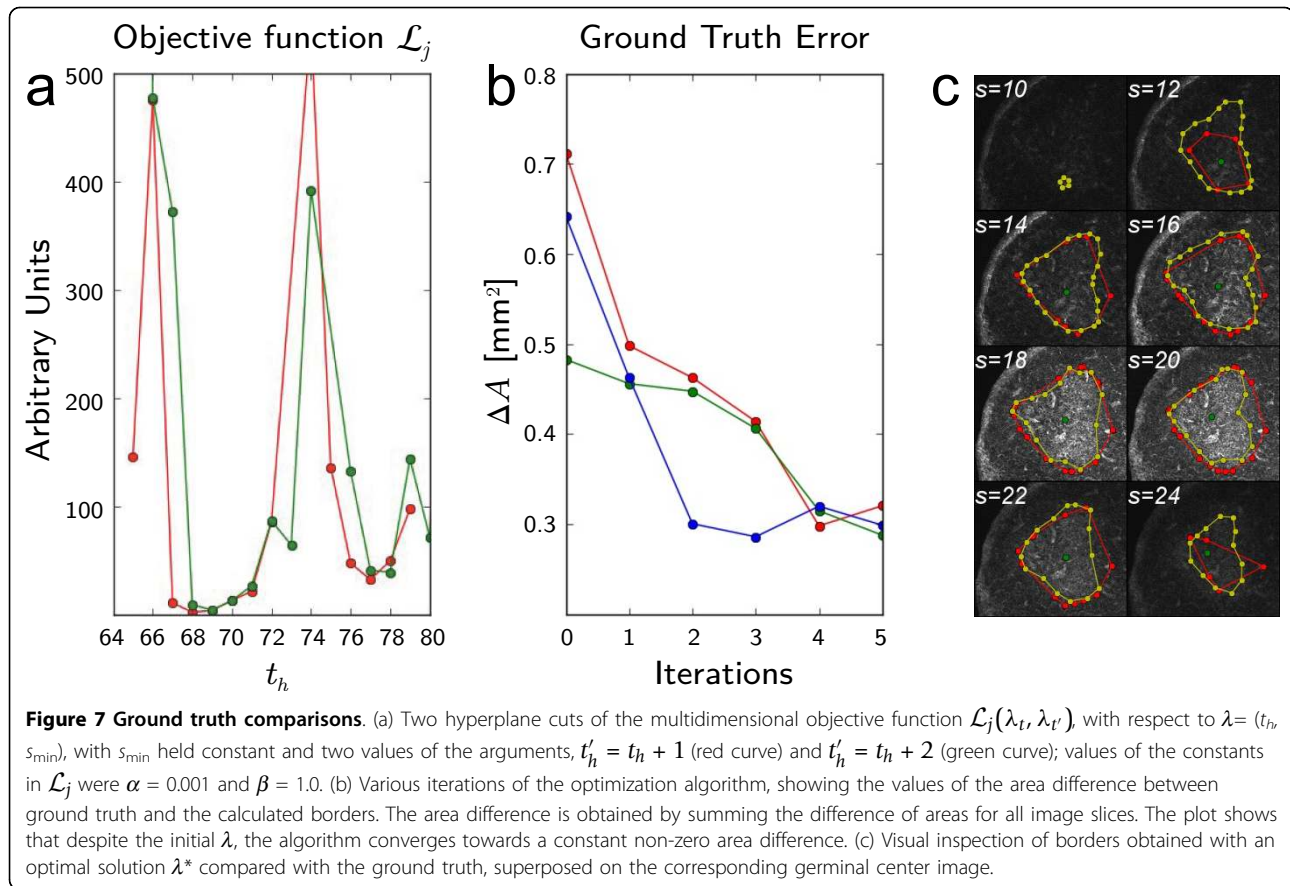 Objective function ℒj
Ground Truth Error
a
500
400
300
200
100
64 66 68 70 72 74 76 78 80
Arbitrary Units
th
b
0.8
0.7
0.6
0.5
0.4
0.3
0 1 2 3 4 5
ΔA [mm²]
Iterations
c
s=10
s=12
s=14
s=16
s=18
s=20
s=22
s=24
Figure 7 Ground truth comparisons. (a) Two hyperplane cuts of the multidimensional objective function ℒj(λt, λt′), with respect to λ= (th,
smin), with smin held constant and two values of the arguments, t′h = th + 1 (red curve) and t′h = th + 2 (green curve); values of the constants
in ℒj were α = 0.001 and β = 1.0. (b) Various iterations of the optimization algorithm, showing the values of the area difference between
ground truth and the calculated borders. The area difference is obtained by summing the difference of areas for all image slices. The plot shows
that despite the initial λ, the algorithm converges towards a constant non-zero area difference. (c) Visual inspection of borders obtained with an
optimal solution λ* compared with the ground truth, superposed on the corresponding germinal center image.